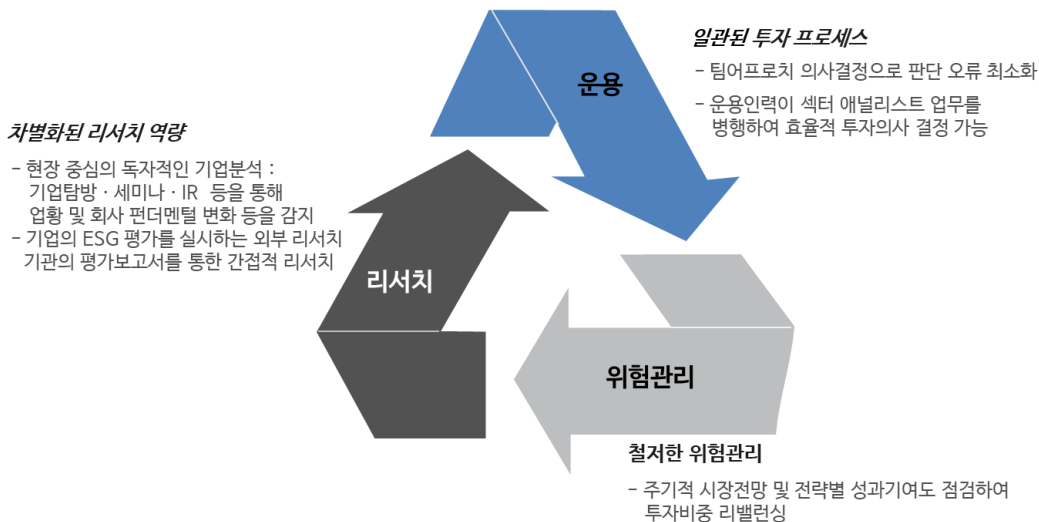 운용
일관된 투자 프로세스
- 팀어프로치 의사결정으로 판단 오류 최소화
- 운용인력이 섹터 애널리스트 업무를
병행하여 효율적 투자의사 결정 가능
차별화된 리서치 역량
- 현장 중심의 독자적인 기업분석 :
기업탐방 · 세미나 · IR 등을 통해
업황 및 회사 펀더멘털 변화 등을 감지
- 기업의 ESG 평가를 실시하는 외부 리서치
기관의 평가보고서를 통한 간접적 리서치
리서치
위험관리
철저한 위험관리
- 주기적 시장전망 및 전략별 성과기여도 점검하여
투자비중 리밸런싱